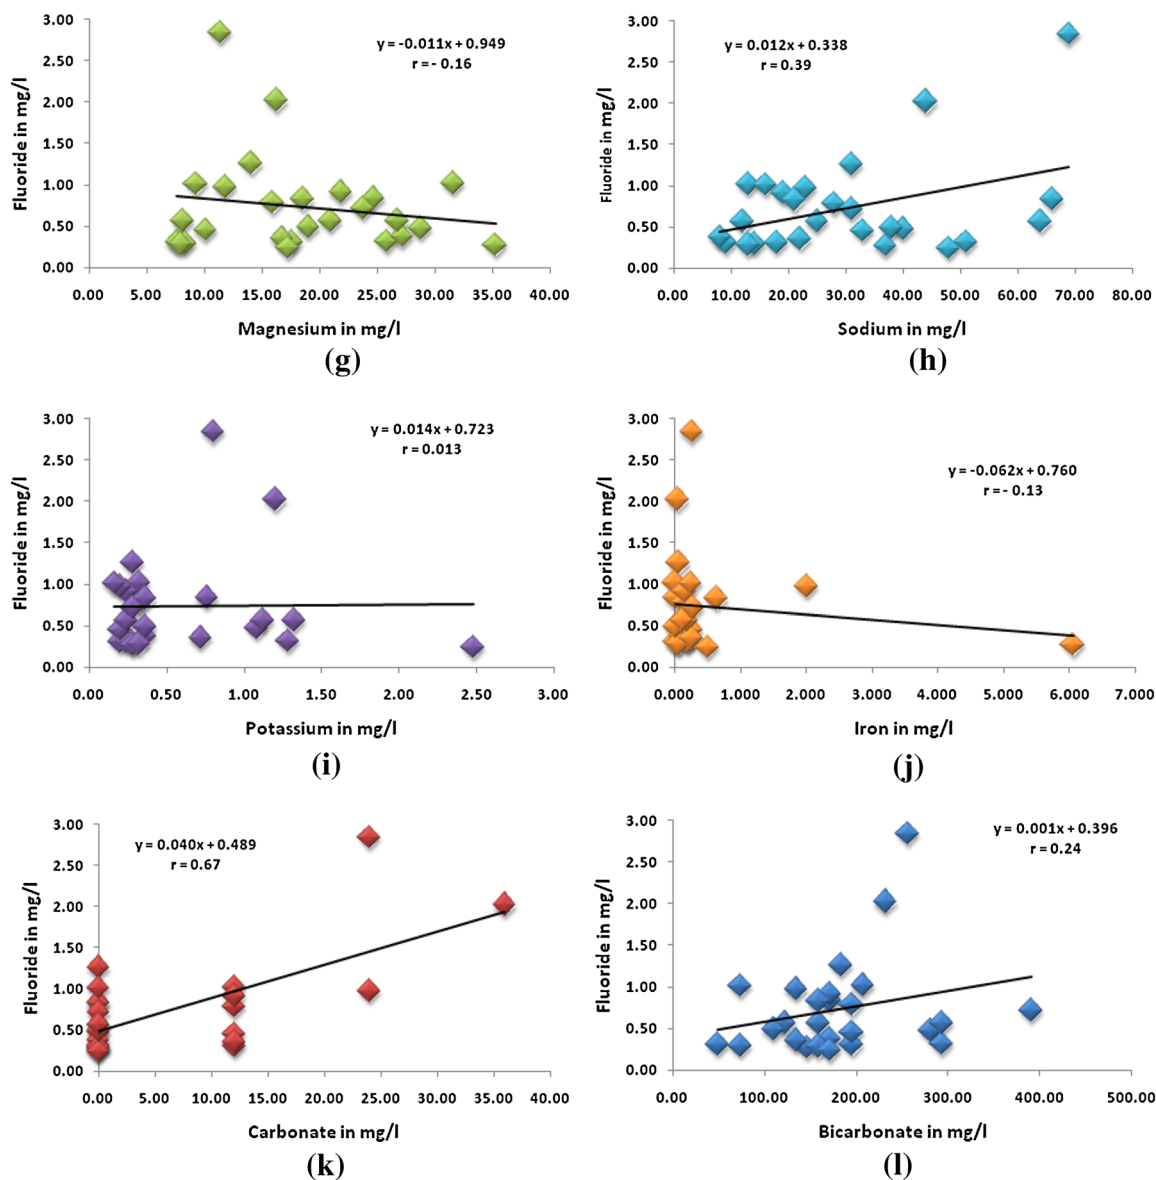 3.00
2.50
2.00
1.50
1.00
0.50
0.00
Fluoride in mg/l
y = -0.011x + 0.949
r = - 0.16
0.00 5.00 10.00 15.00 20.00 25.00 30.00 35.00 40.00
Magnesium in mg/l
(g)
3.00
2.50
2.00
1.50
1.00
0.50
0.00
Fluoride in mg/l
y = 0.012x + 0.338
r = 0.39
0.00 10.00 20.00 30.00 40.00 50.00 60.00 70.00 80.00
Sodium in mg/l
(h)
3.00
2.50
2.00
1.50
1.00
0.50
0.00
Fluoride in mg/l
y = 0.014x + 0.723
r = 0.013
0.00 0.50 1.00 1.50 2.00 2.50 3.00
Potassium in mg/l
(i)
3.00
2.50
2.00
1.50
1.00
0.50
0.00
Fluoride in mg/l
y = -0.062x + 0.760
r = - 0.13
0.000 1.000 2.000 3.000 4.000 5.000 6.000 7.000
Iron in mg/l
(j)
3.00
2.50
2.00
1.50
1.00
0.50
0.00
Fluoride in mg/l
y = 0.040x + 0.489
r = 0.67
0.00 5.00 10.00 15.00 20.00 25.00 30.00 35.00 40.00
Carbonate in mg/l
(k)
3.00
2.50
2.00
1.50
1.00
0.50
0.00
Fluoride in mg/l
y = 0.001x + 0.396
r = 0.24
0.00 100.00 200.00 300.00 400.00 500.00
Bicarbonate in mg/l
(l)